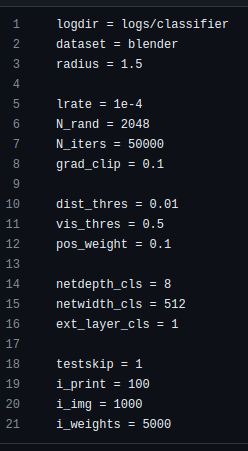 1 logdir = logs/classifier
2 dataset = blender
3 radius = 1.5
4
5 lrate = 1e-4
6 N_rand = 2048
7 N_iters = 50000
8 grad_clip = 0.1
9
10 dist_thres = 0.01
11 vis_thres = 0.5
12 pos_weight = 0.1
13
14 netdepth_cls = 8
15 netwidth_cls = 512
16 ext_layer_cls = 1
17
18 testskip = 1
19 i_print = 100
20 i_img = 1000
21 i_weights = 5000